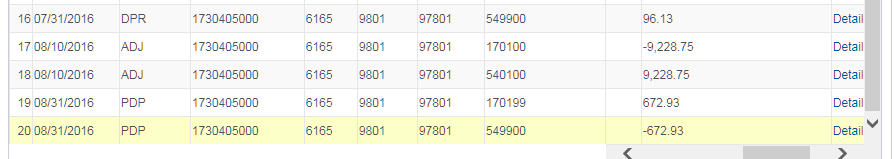 16 07/31/2016 DPR 1730405000 6165 9801 97801 549900 96.13 Detail
17 08/10/2016 ADJ 1730405000 6165 9801 97801 170100 -9,228.75 Detail
18 08/10/2016 ADJ 1730405000 6165 9801 97801 540100 9,228.75 Detail
19 08/31/2016 PDP 1730405000 6165 9801 97801 170199 672.93 Detail
20 08/31/2016 PDP 1730405000 6165 9801 97801 549900 -672.93 Detail